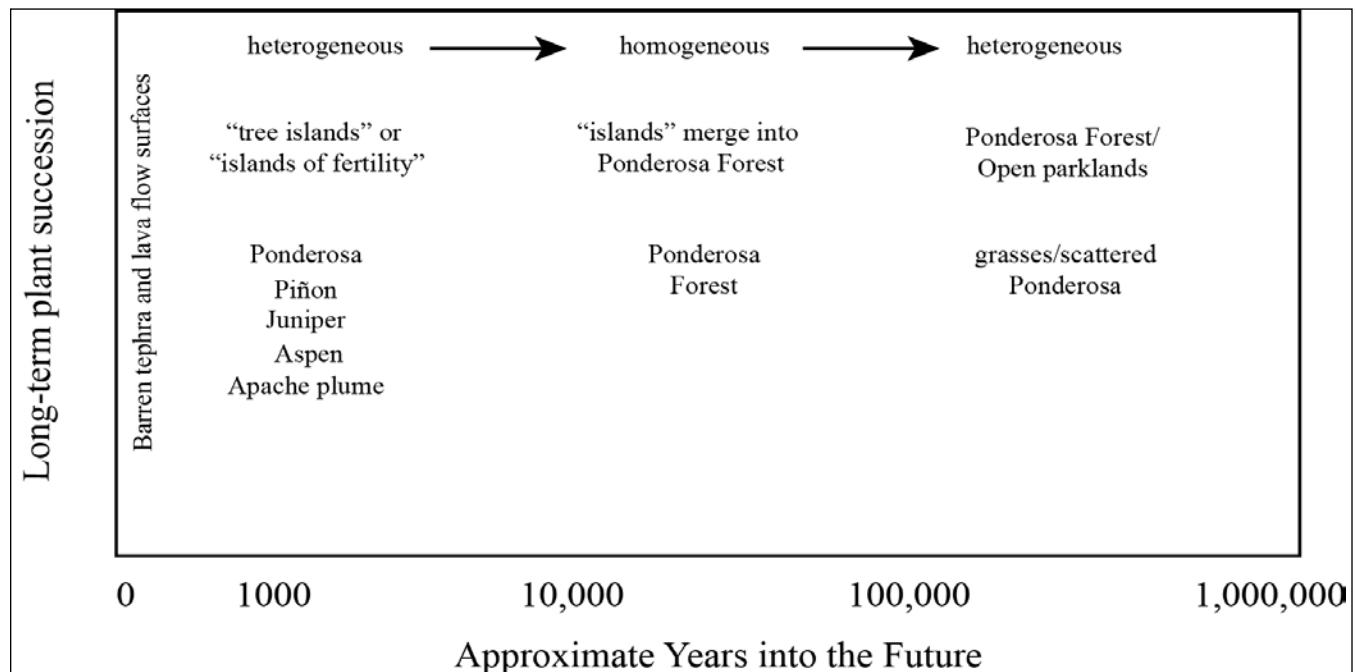 Long-term plant succession
Barren tephra and lava flow surfaces
heterogeneous
homogeneous
heterogeneous
“tree islands” or
“islands of fertility”
“islands” merge into
Ponderosa Forest
Ponderosa Forest/
Open parklands
Ponderosa
Piñon
Juniper
Aspen
Apache plume
Ponderosa
Forest
grasses/scattered
Ponderosa
0
1000
10,000
100,000
1,000,000
Approximate Years into the Future